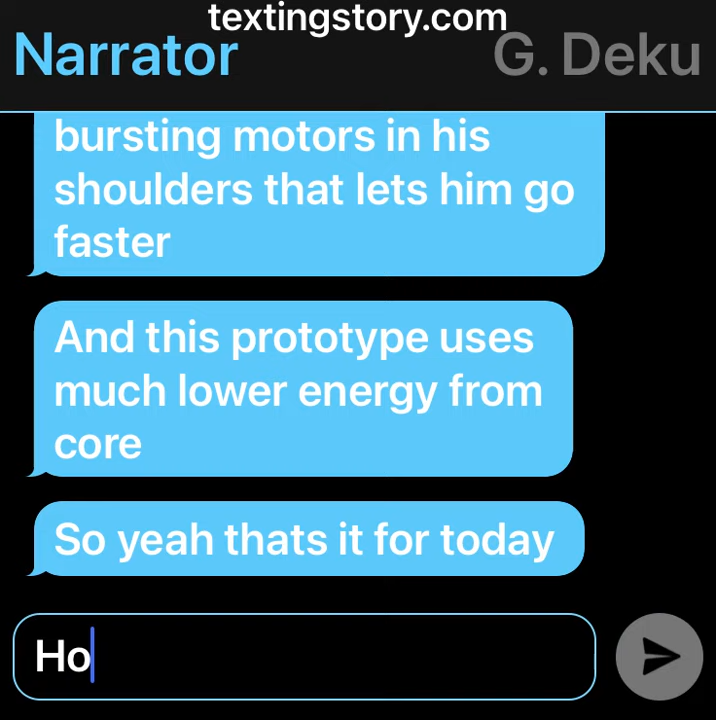 textingstory.com
Narrator G. Deku
bursting motors in his
shoulders that lets him go
faster
And this prototype uses
much lower energy from
core
So yeah thats it for today
Ho